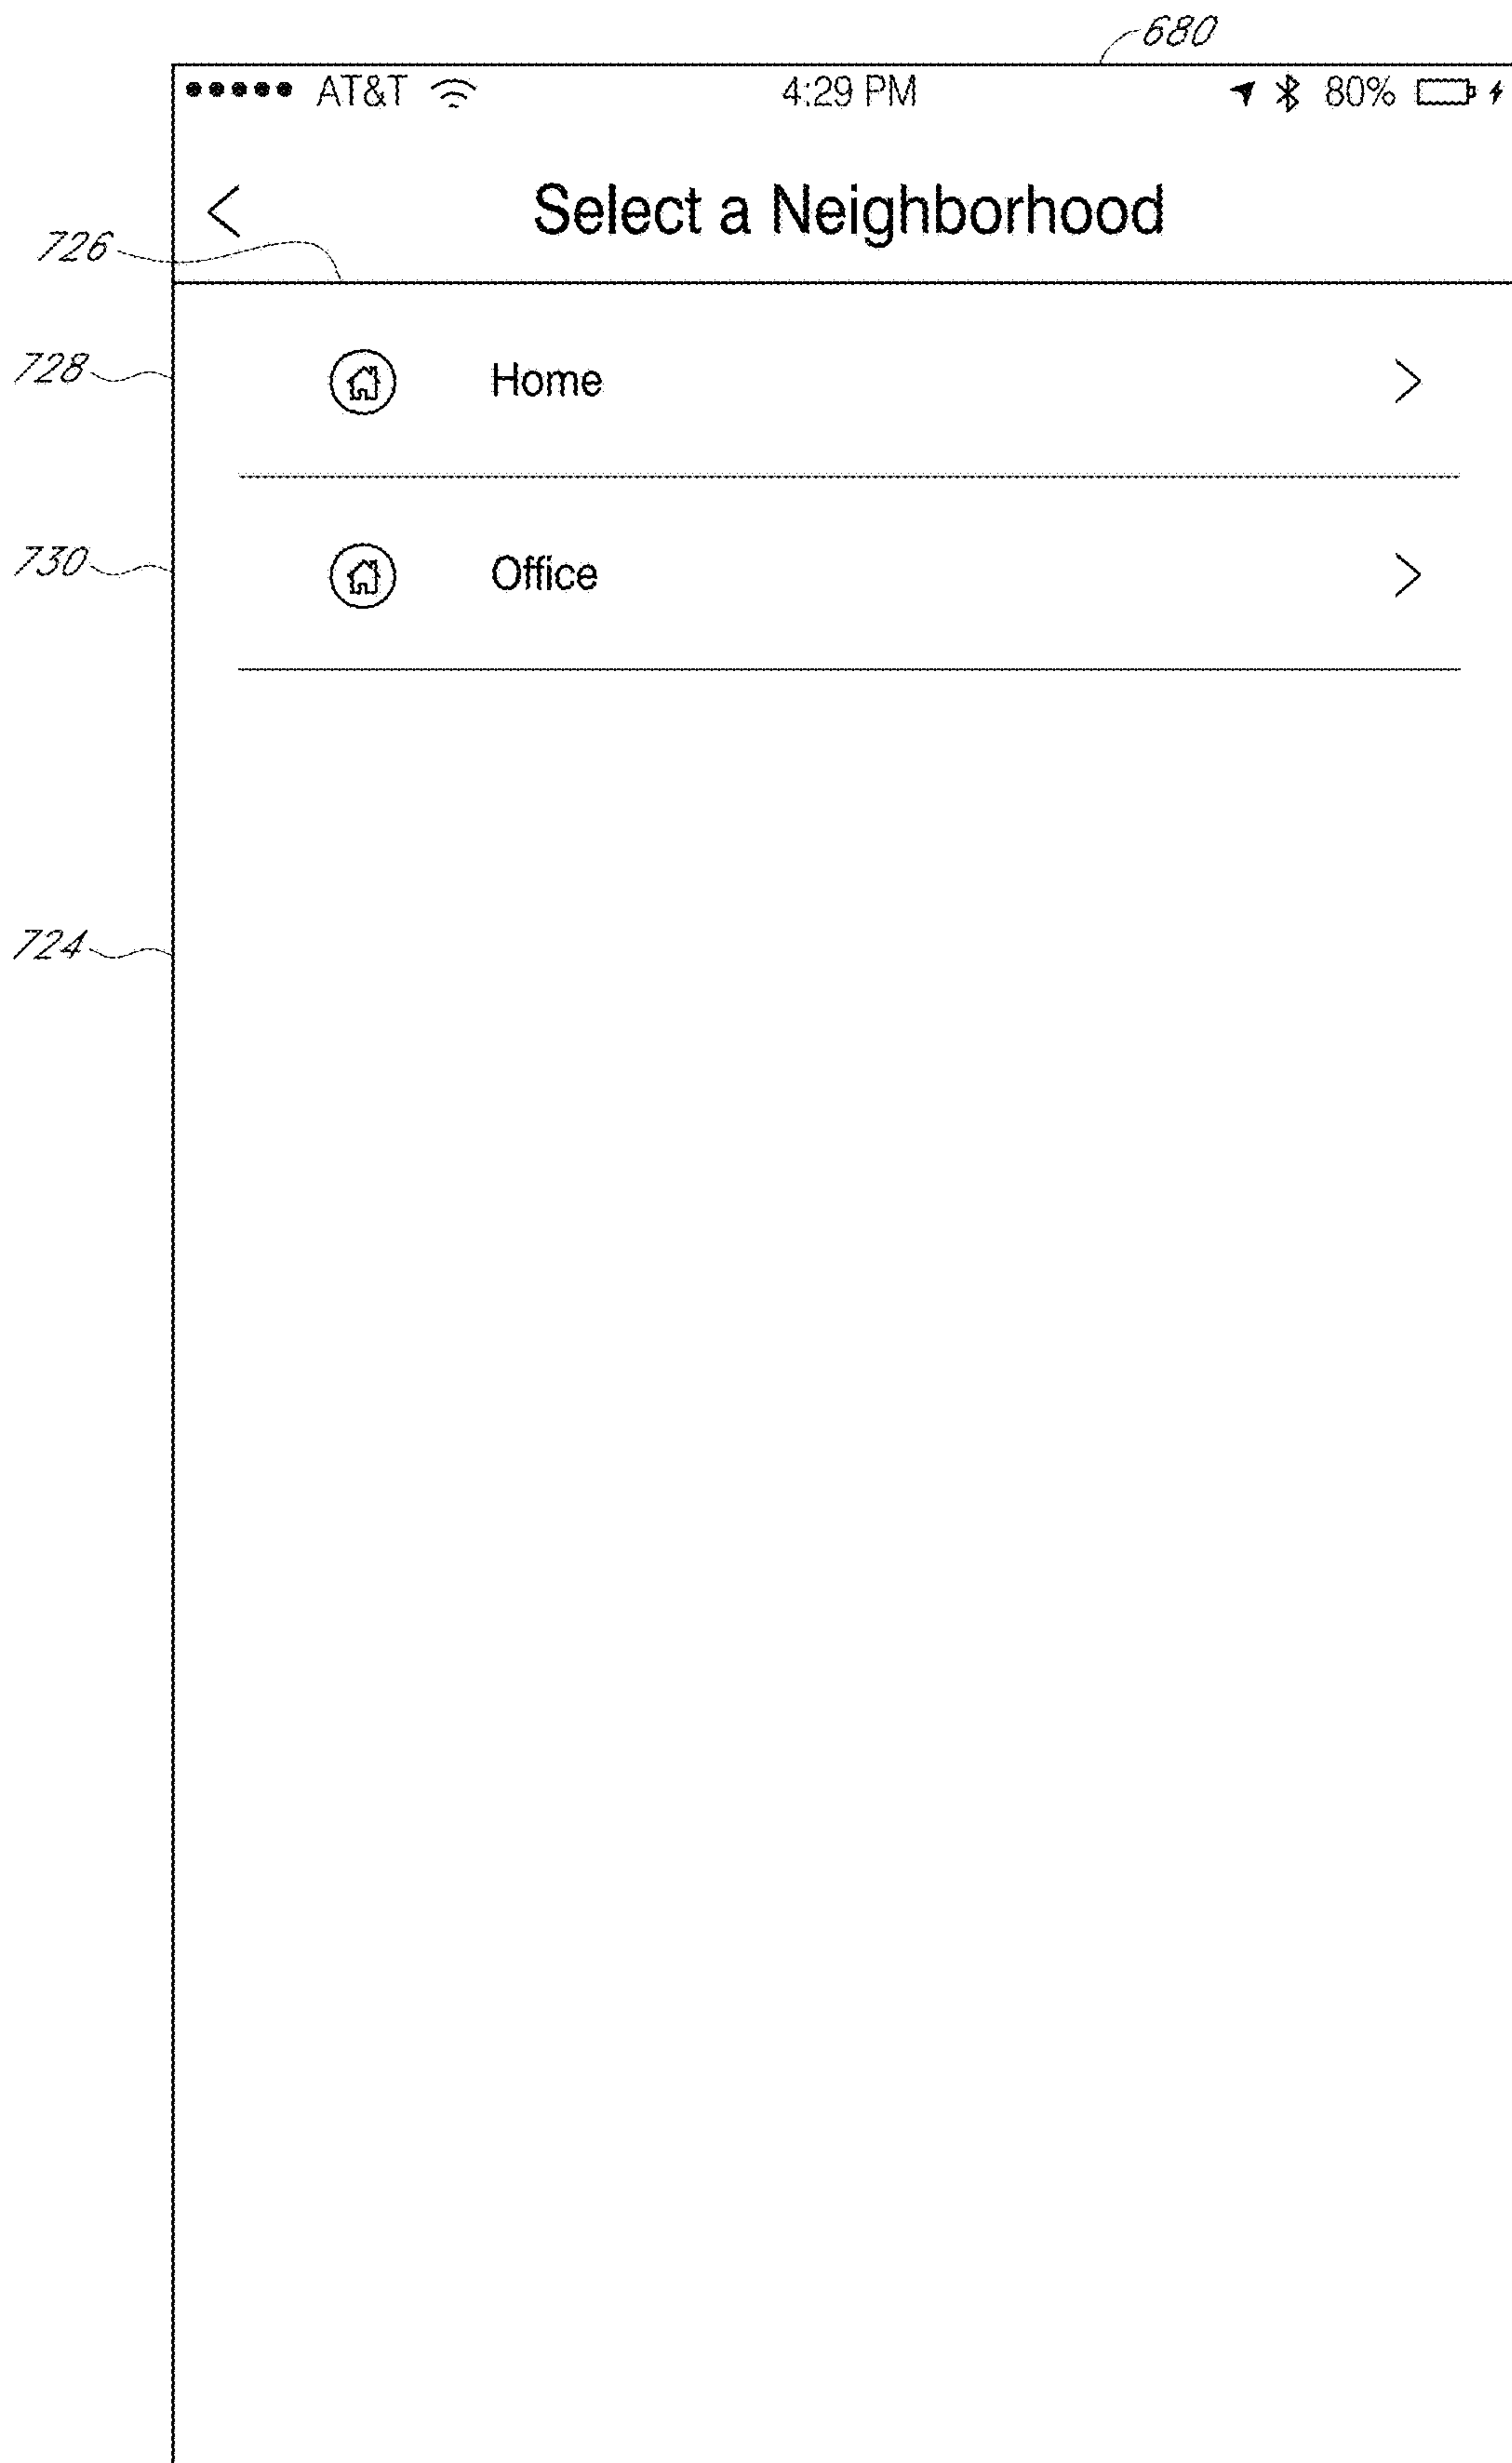 680
AT&T 4:29 PM 80%
Select a Neighborhood
726
728 Home
730 Office
724